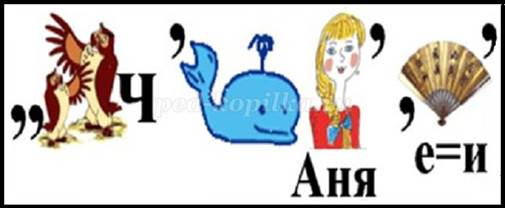 ,, Ч ’ ’ , ’
Аня е=и